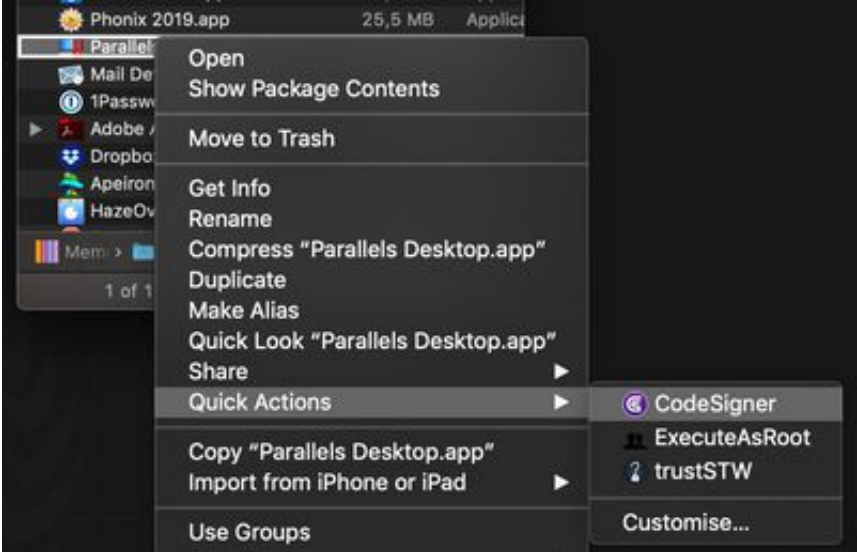 Phonix 2019.app 25,5 MB Applica
Parallel
Mail De
1Passw
Adobe
Dropbo
Apeiron
HazeOv
Mem
1 of 1
Open
Show Package Contents
Move to Trash
Get Info
Rename
Compress “Parallels Desktop.app”
Duplicate
Make Alias
Quick Look “Parallels Desktop.app”
Share
Quick Actions
Copy “Parallels Desktop.app”
Import from iPhone or iPad
Use Groups
CodeSigner
ExecuteAsRoot
trustSTW
Customise...